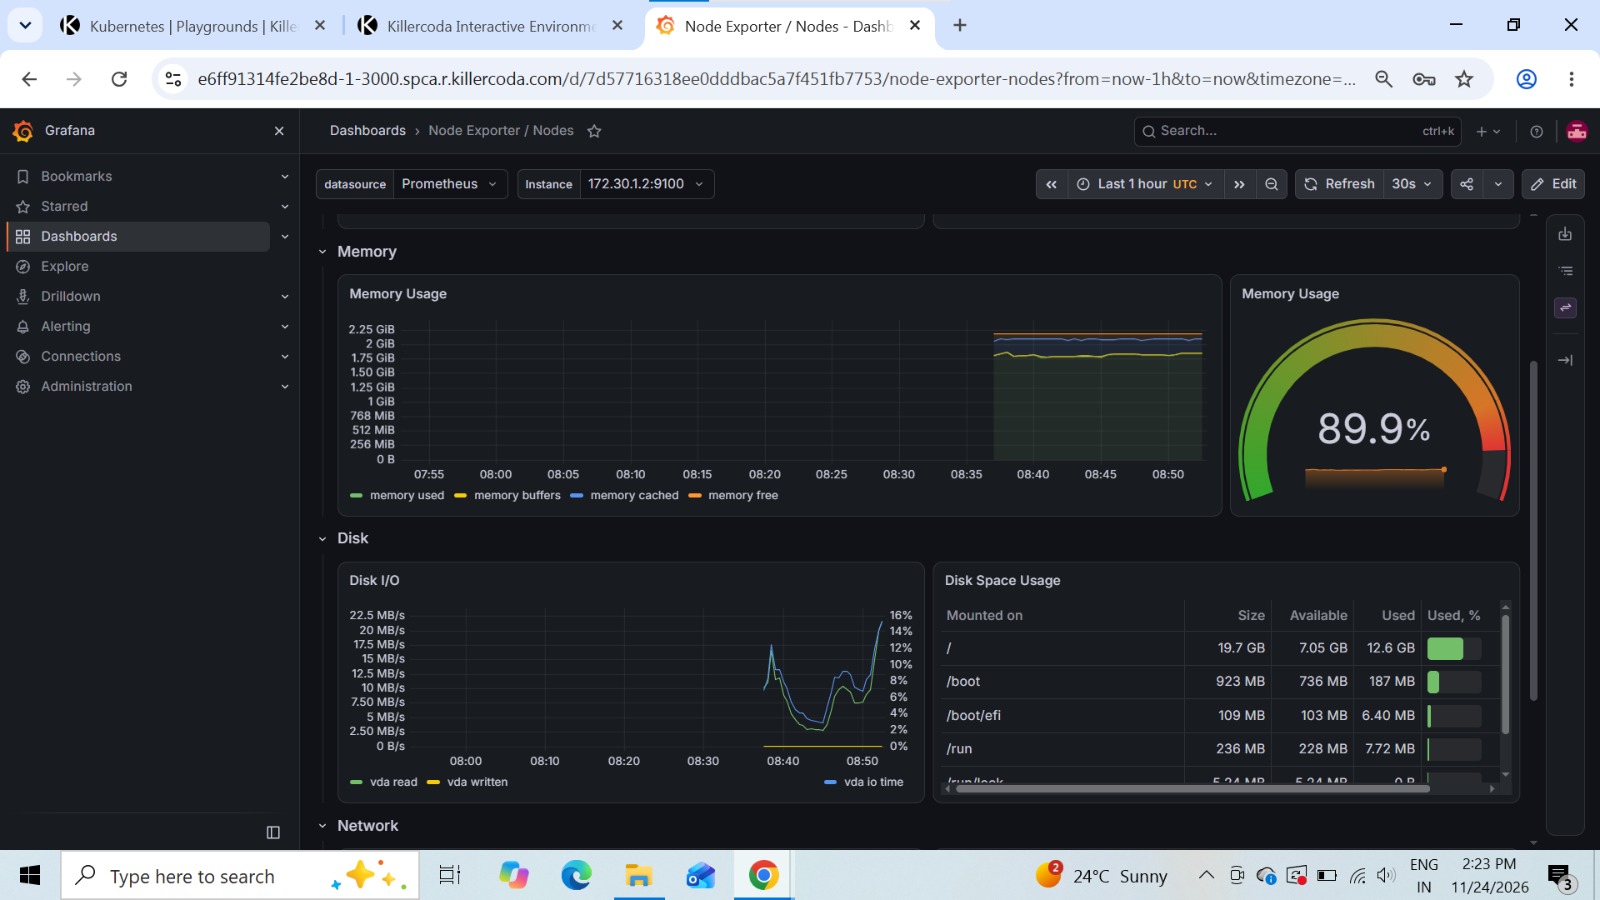 Kubernetes | Playgrounds | Kille
Killercoda Interactive Environme
Node Exporter / Nodes - Dashb
e6ff91314fe2be8d-1-3000.spca.r.killercoda.com/d/7d57716318ee0dddbac5a7f451fb7753/node-exporter-nodes?from=now-1h&to=now&timezone=...
Grafana
Dashboards › Node Exporter / Nodes
Search... ctrl+k
Bookmarks
Starred
Dashboards
Explore
Drilldown
Alerting
Connections
Administration
datasource Prometheus Instance 172.30.1.2:9100
Last 1 hour UTC Refresh 30s Edit
Memory
Memory Usage
2.25 GiB
2 GiB
1.75 GiB
1.50 GiB
1.25 GiB
1 GiB
768 MiB
512 MiB
256 MiB
0 B
07:55 08:00 08:05 08:10 08:15 08:20 08:25 08:30 08:35 08:40 08:45 08:50
memory used memory buffers memory cached memory free
Memory Usage
89.9%
Disk
Disk I/O
22.5 MB/s 16%
20 MB/s 14%
17.5 MB/s 12%
15 MB/s 10%
12.5 MB/s 8%
10 MB/s 6%
7.50 MB/s 4%
5 MB/s 2%
2.50 MB/s 0%
0 B/s
08:00 08:10 08:20 08:30 08:40 08:50
vda read vda written vda io time
Disk Space Usage
Mounted on Size Available Used Used, %
/ 19.7 GB 7.05 GB 12.6 GB
/boot 923 MB 736 MB 187 MB
/boot/efi 109 MB 103 MB 6.40 MB
/run 236 MB 228 MB 7.72 MB
/run/lock 5.24 MB 5.24 MB 0 B
Network
Type here to search
2
24°C Sunny
ENG
IN
2:23 PM
11/24/2026
3